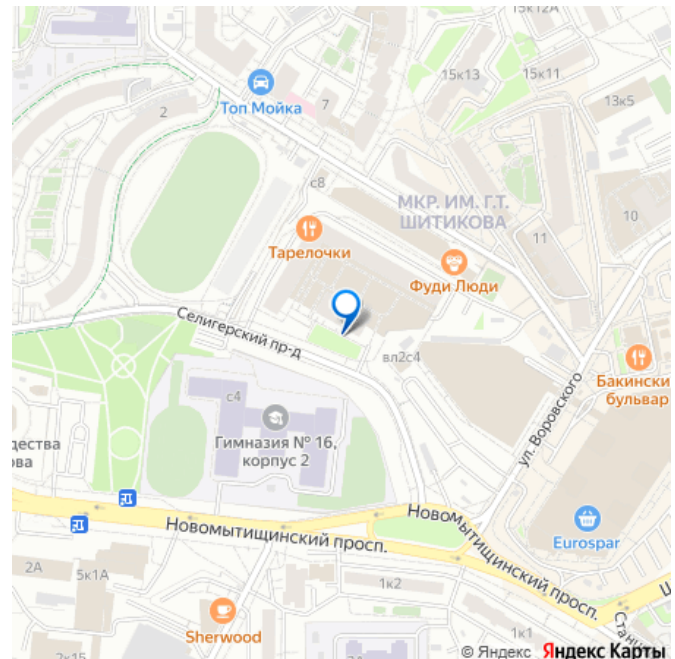 15к12А
15к13
15к11
13к5
2
Топ Мойка
7
с8
МКР. ИМ. Г.Т.
ШИТИКОВА
10
11
Тарелочки
Фуди Люди
Селигерский пр-д
вл2с4
Бакински
бульвар
ул. Воровского
с4
Гимназия № 16,
корпус 2
дества
ова
Новомытищинский просп.
Новомытищинский просп.
Eurospar
2А
5к1А
1к2
Sherwood
1к1
2к15
Стани
© Яндекс Яндекс Карты